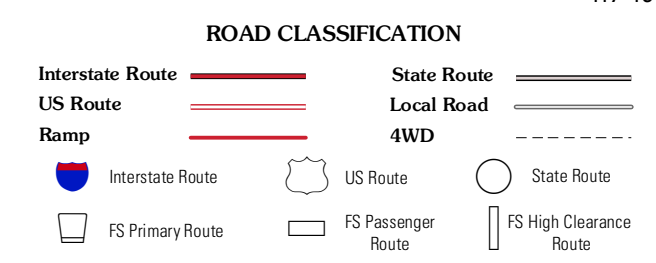 ROAD CLASSIFICATION
Interstate Route
State Route
US Route
Local Road
Ramp
4WD
Interstate Route
US Route
State Route
FS Primary Route
FS Passenger
Route
FS High Clearance
Route